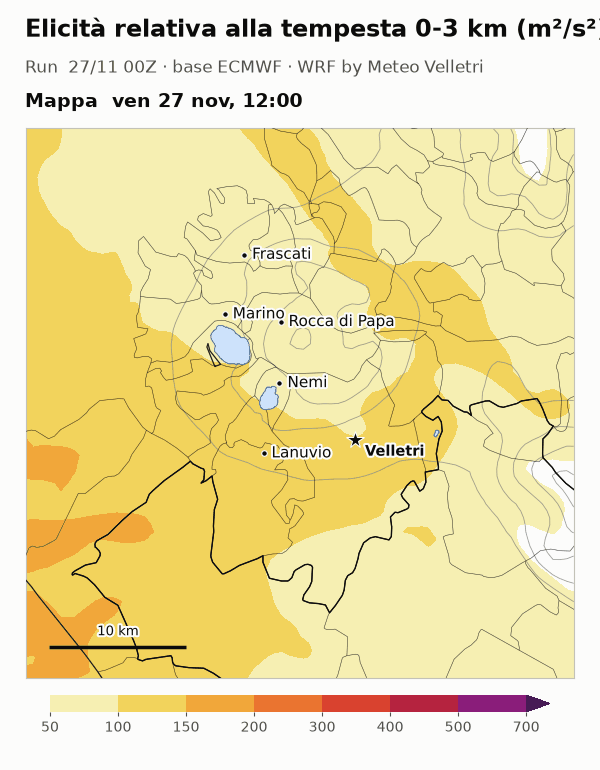 Elicità relativa alla tempesta 0-3 km (m²/s²)
Run  27/11 00Z · base ECMWF · WRF by Meteo Velletri
Mappa  ven 27 nov, 12:00
Frascati
Marino
Rocca di Papa
Nemi
Velletri
Lanuvio
10 km
50 100 150 200 300 400 500 700